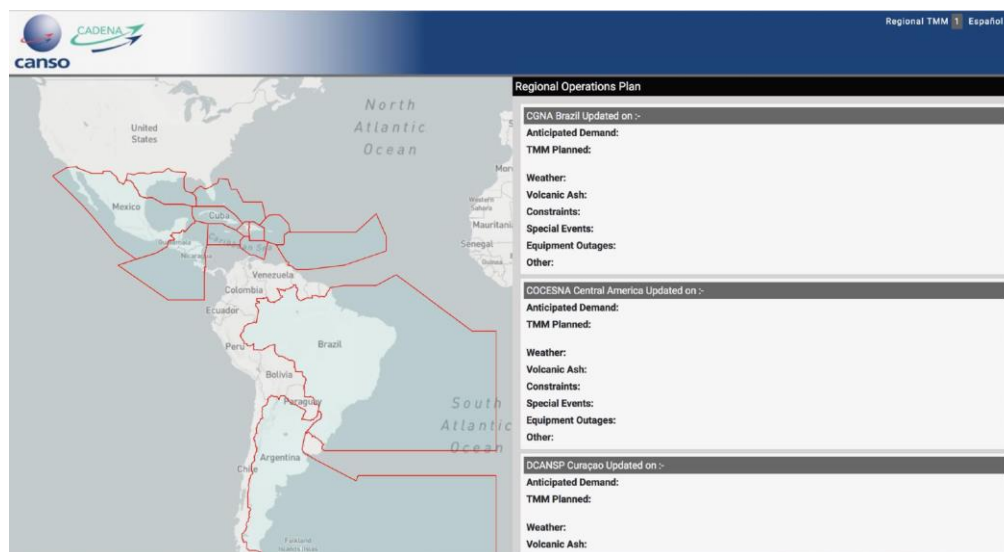 CADENA
canso
Regional TMM 1 Español
North
Atlantic
Ocean
United
States
Mexico
Cuba
Guatemala
Nicaragua
Caribbean Sea
Western
Sahara
Mauritani
Senegal
Guinea
Venezuela
Colombia
Ecuador
Peru
Brazil
Bolivia
Paraguay
South
Atlantic
Ocean
Argentina
Chile
Falkland
Regional Operations Plan
CGNA Brazil Updated on :-
Anticipated Demand:
TMM Planned:
Weather:
Volcanic Ash:
Constraints:
Special Events:
Equipment Outages:
Other:
COCESNA Central America Updated on :-
Anticipated Demand:
TMM Planned:
Weather:
Volcanic Ash:
Constraints:
Special Events:
Equipment Outages:
Other:
DCANSP Curaçao Updated on :-
Anticipated Demand:
TMM Planned:
Weather:
Volcanic Ash: